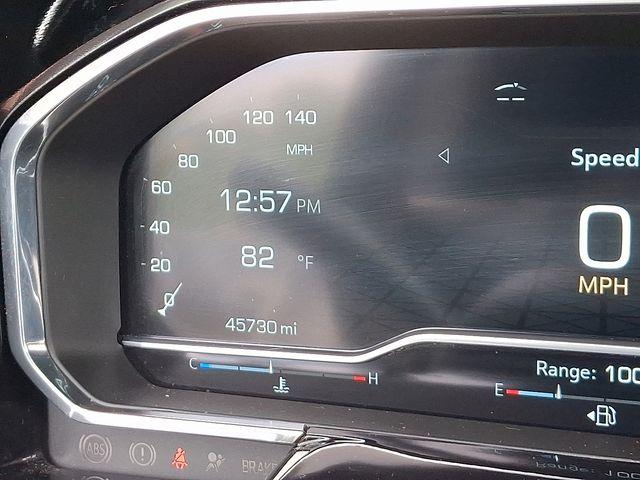 120 140
100
MPH
80
60
40
20
0
12:57 PM
82 °F
45730 mi
Speed
0
MPH
C H
Range: 100
E
ABS
BRAKE